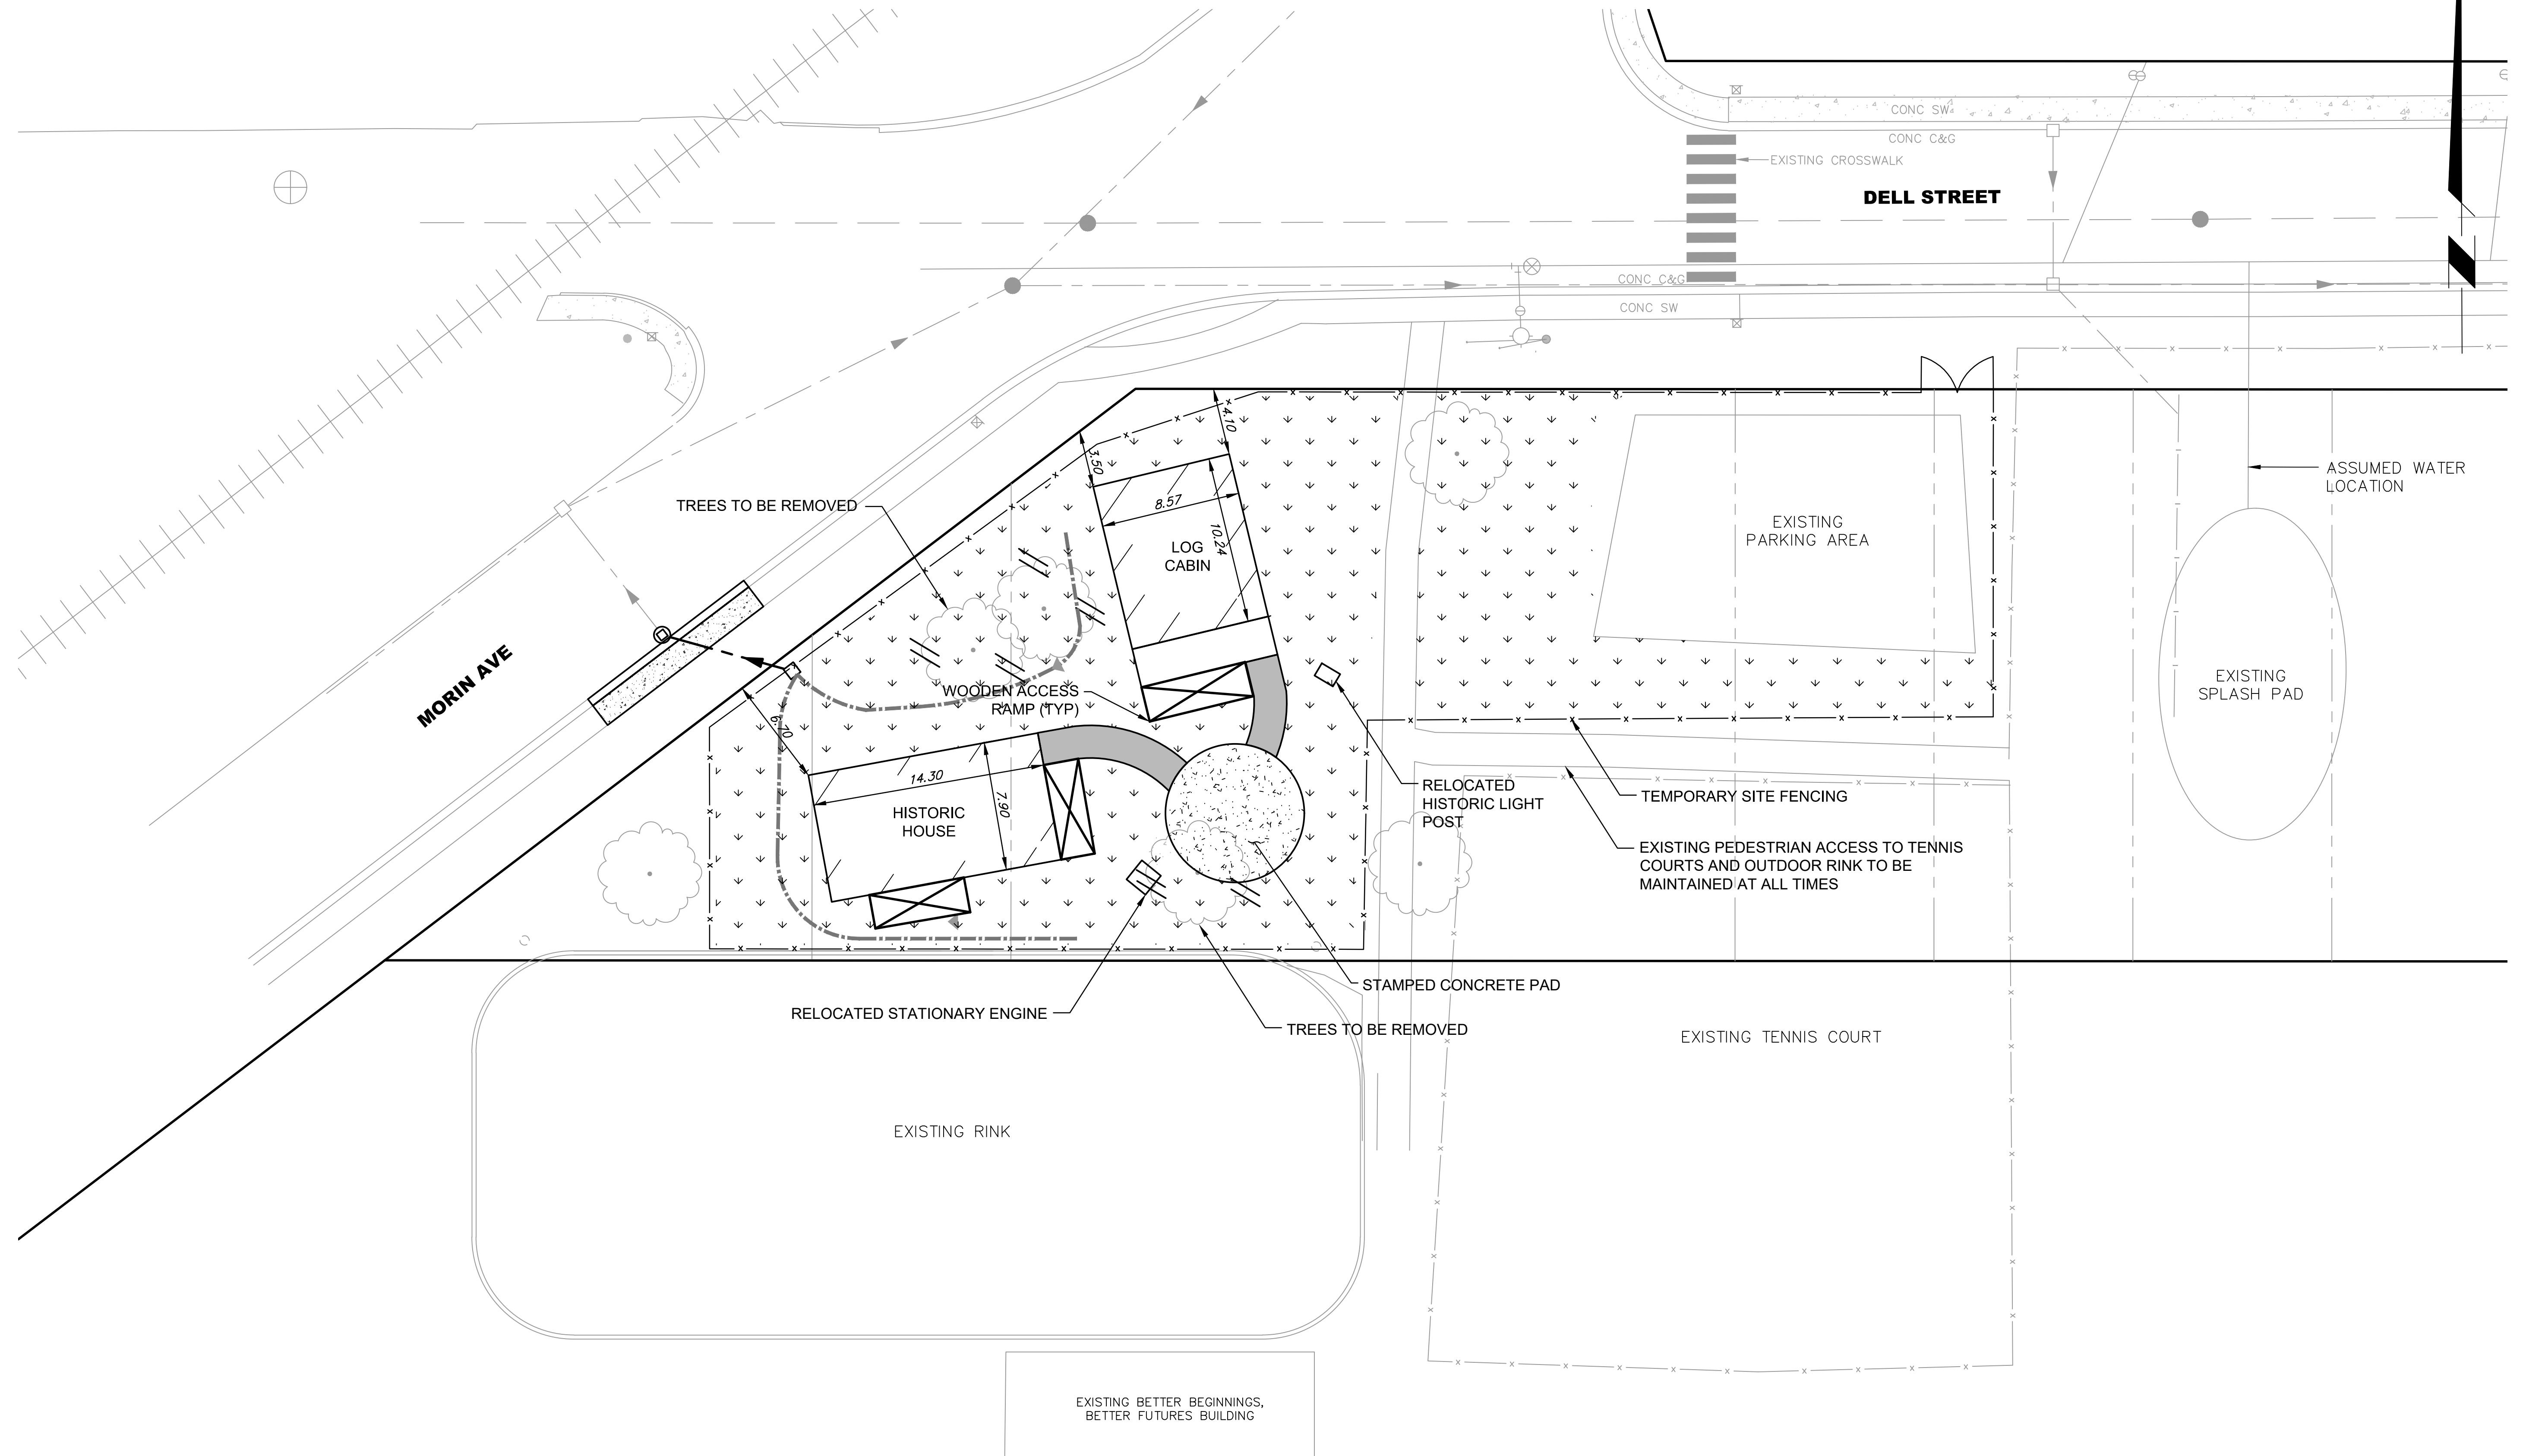 CONC SW
CONC C&G
EXISTING CROSSWALK
DELL STREET
CONC C&G
CONC SW
4.10
3.50
8.57
10.24
LOG
CABIN
TREES TO BE REMOVED
EXISTING
PARKING AREA
ASSUMED WATER
LOCATION
MORIN AVE
WOODEN ACCESS
RAMP (TYP)
EXISTING
SPLASH PAD
6.70
14.30
7.90
HISTORIC
HOUSE
RELOCATED
HISTORIC LIGHT
POST
TEMPORARY SITE FENCING
EXISTING PEDESTRIAN ACCESS TO TENNIS
COURTS AND OUTDOOR RINK TO BE
MAINTAINED AT ALL TIMES
STAMPED CONCRETE PAD
RELOCATED STATIONARY ENGINE
TREES TO BE REMOVED
EXISTING TENNIS COURT
EXISTING RINK
EXISTING BETTER BEGINNINGS,
BETTER FUTURES BUILDING